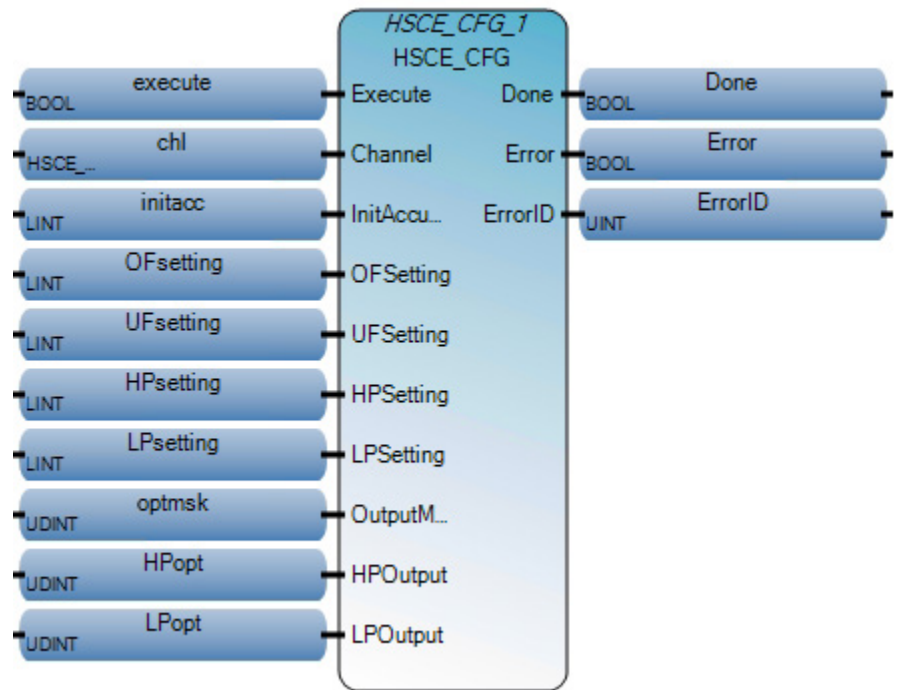 HSCE_CFG_1
HSCE_CFG
execute
BOOL
Execute
Done
Done
BOOL
chl
HSCE_...
Channel
Error
Error
BOOL
initacc
LINT
InitAccu...
ErrorID
ErrorID
UINT
OFsetting
LINT
OFSetting
UFsetting
LINT
UFSetting
HPsetting
LINT
HPSetting
LPsetting
LINT
LPSetting
optmsk
UDINT
OutputM...
HPopt
UDINT
HPOutput
LPopt
UDINT
LPOutput